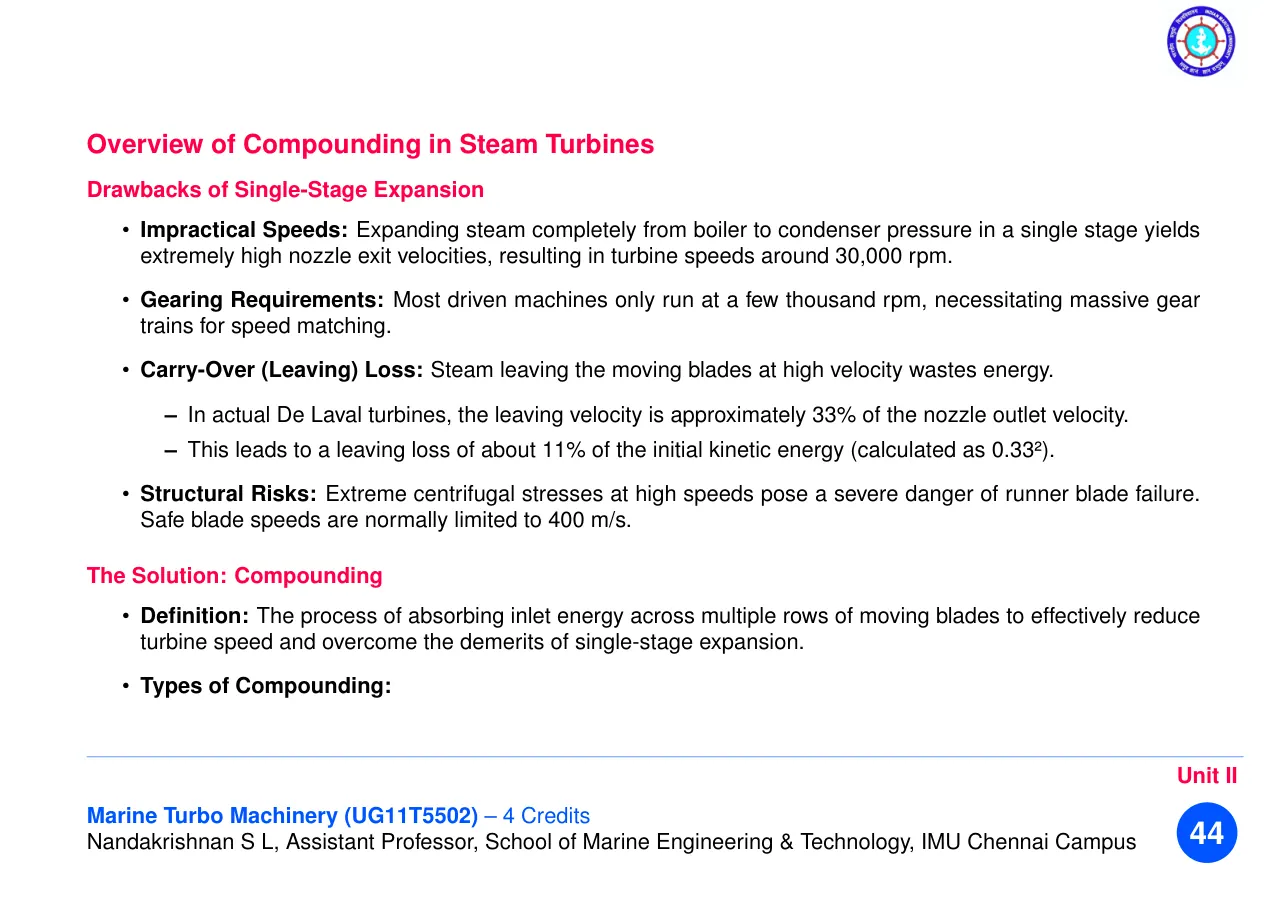 Overview of Compounding in Steam Turbines
Drawbacks of Single-Stage Expansion
• Impractical Speeds: Expanding steam completely from boiler to condenser pressure in a single stage yields
extremely high nozzle exit velocities, resulting in turbine speeds around 30,000 rpm.
• Gearing Requirements: Most driven machines only run at a few thousand rpm, necessitating massive gear
trains for speed matching.
• Carry-Over (Leaving) Loss: Steam leaving the moving blades at high velocity wastes energy.
– In actual De Laval turbines, the leaving velocity is approximately 33% of the nozzle outlet velocity.
– This leads to a leaving loss of about 11% of the initial kinetic energy (calculated as 0.33²).
• Structural Risks: Extreme centrifugal stresses at high speeds pose a severe danger of runner blade failure.
Safe blade speeds are normally limited to 400 m/s.
The Solution: Compounding
• Definition: The process of absorbing inlet energy across multiple rows of moving blades to effectively reduce
turbine speed and overcome the demerits of single-stage expansion.
• Types of Compounding:
Unit II
Marine Turbo Machinery (UG11T5502) – 4 Credits
Nandakrishnan S L, Assistant Professor, School of Marine Engineering & Technology, IMU Chennai Campus
44